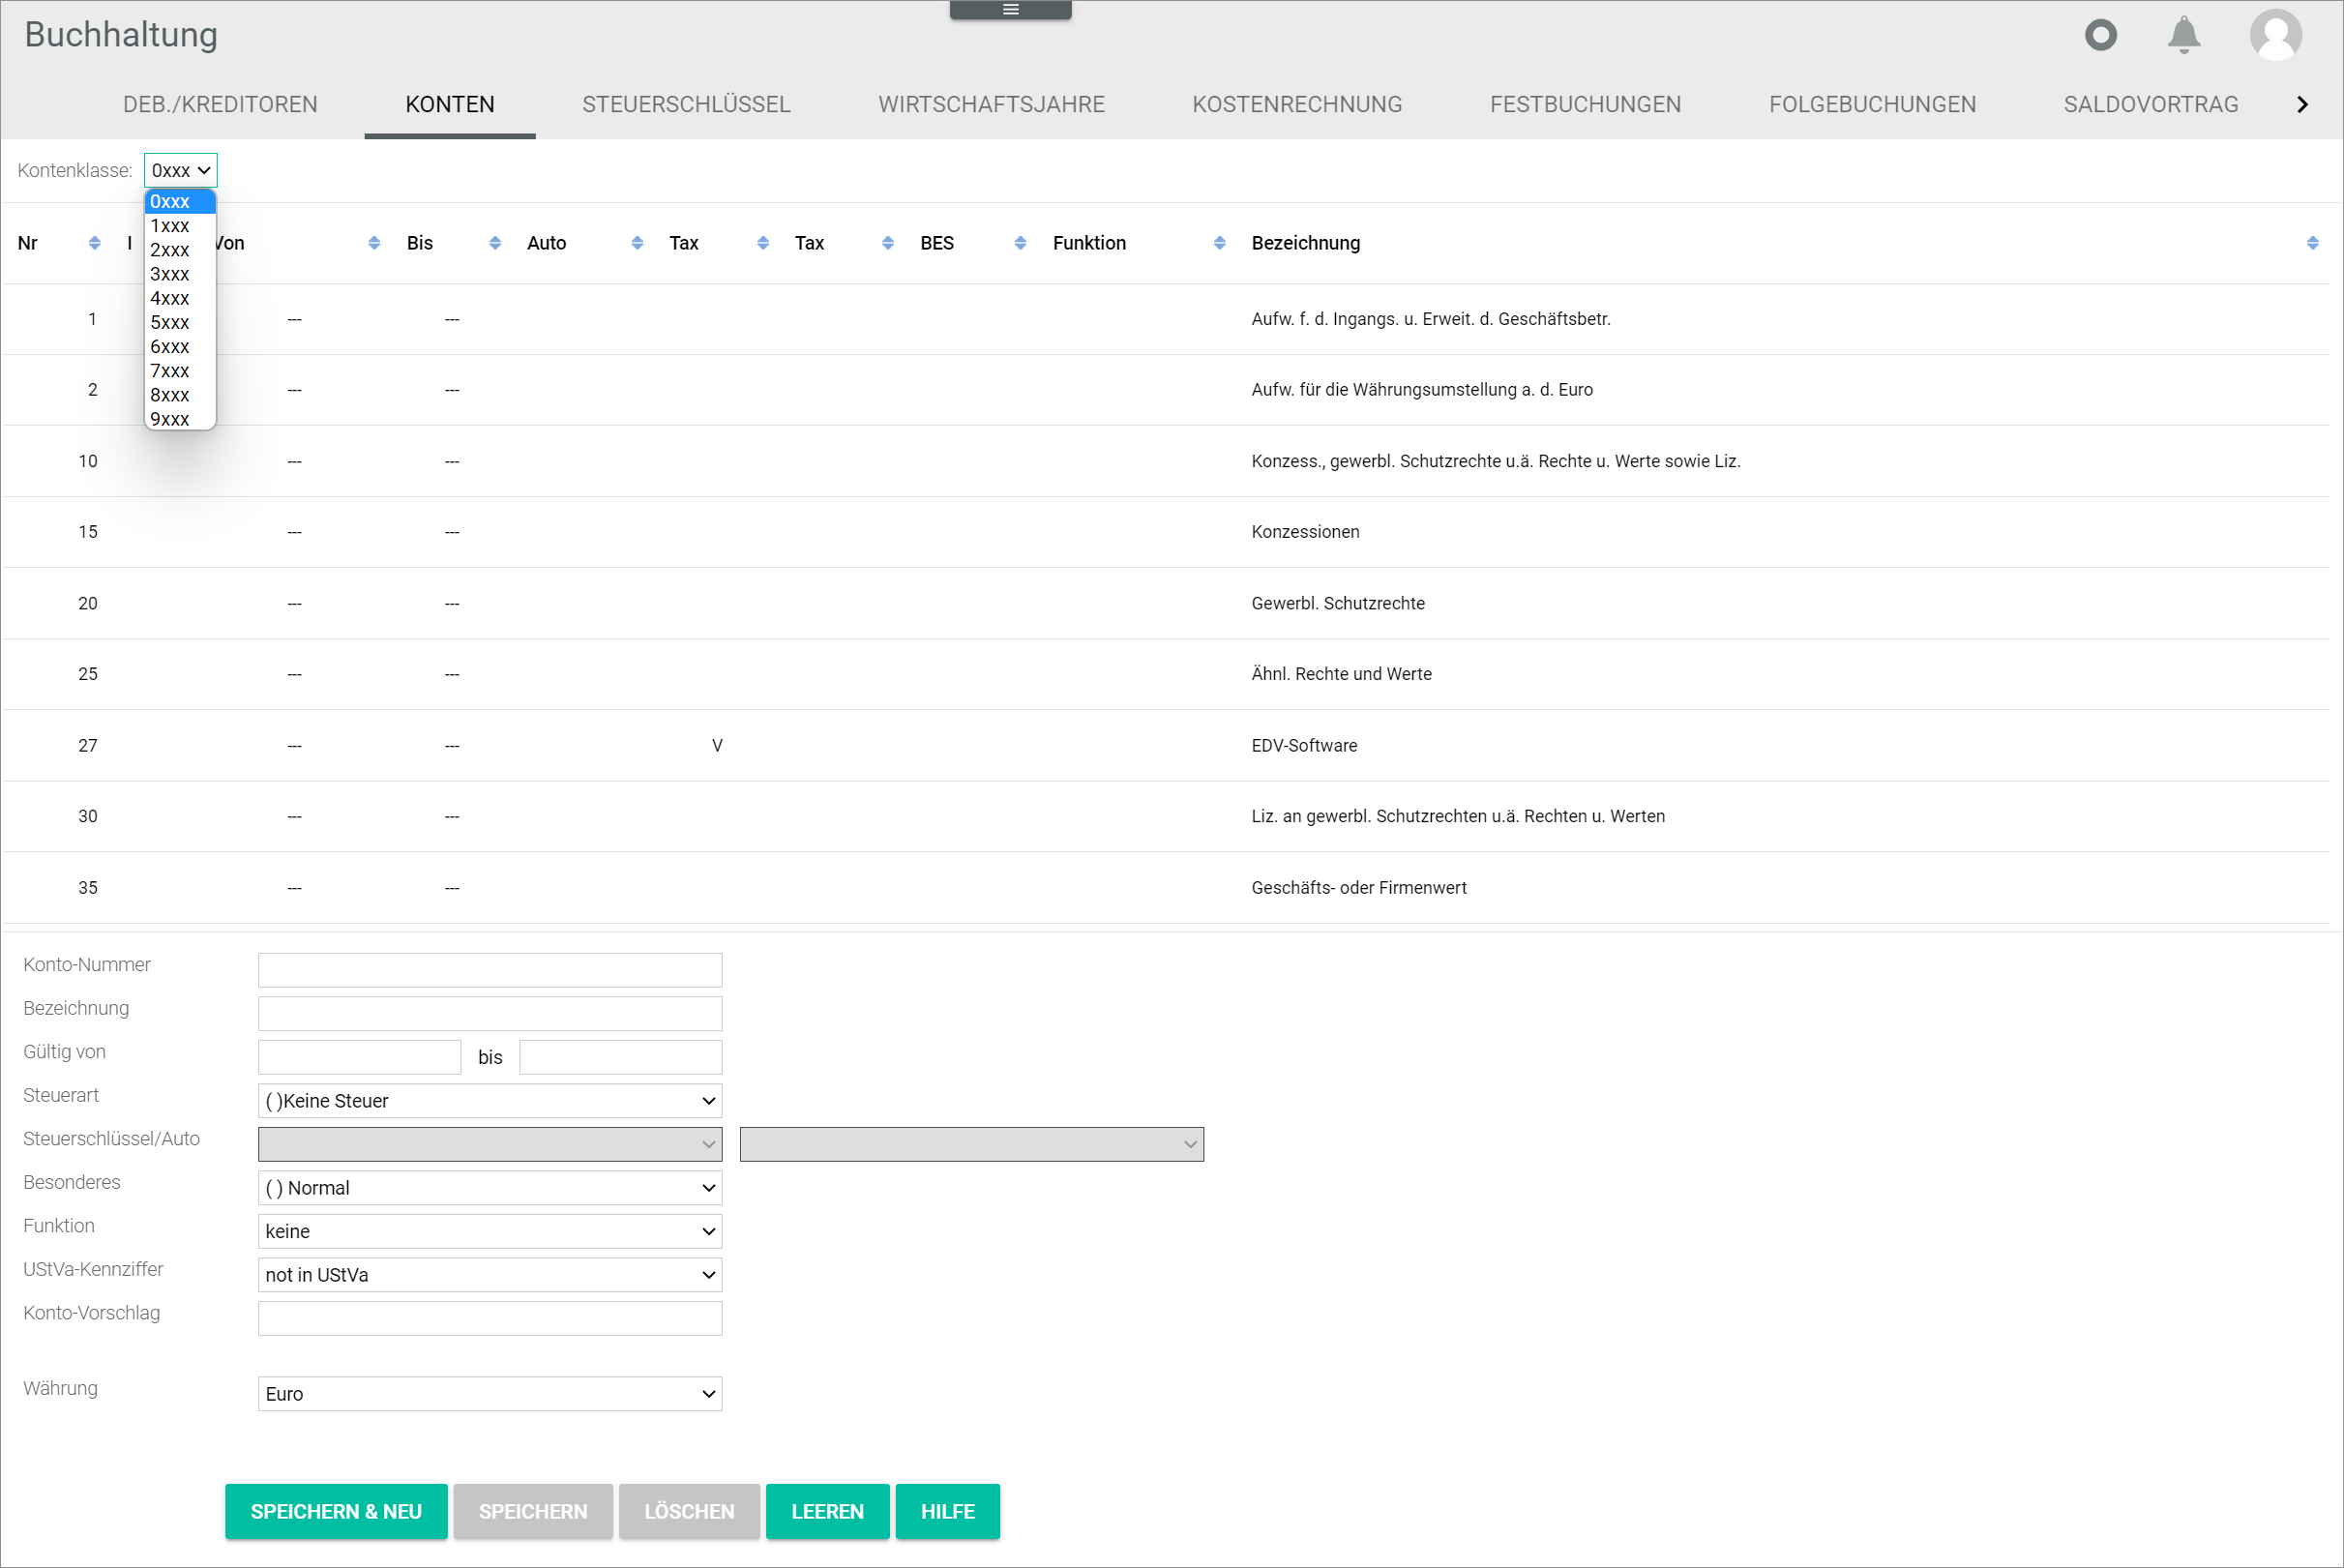 Buchhaltung
DEB./KREDITOREN KONTEN STEUERSCHLÜSSEL WIRTSCHAFTSJAHRE KOSTENRECHNUNG FESTBUCHUNGEN FOLGEBUCHUNGEN SALDOVORTRAG
Kontenklasse: 0xxx
0xxx
1xxx
2xxx
3xxx
4xxx
5xxx
6xxx
7xxx
8xxx
9xxx
Nr I Von Bis Auto Tax Tax BES Funktion Bezeichnung
1 --- --- Aufw. f. d. Ingangs. u. Erweit. d. Geschäftsbetr.
2 --- --- Aufw. für die Währungsumstellung a. d. Euro
10 --- --- Konzess., gewerbl. Schutzrechte u.ä. Rechte u. Werte sowie Liz.
15 --- --- Konzessionen
20 --- --- Gewerbl. Schutzrechte
25 --- --- Ähnl. Rechte und Werte
27 --- --- V EDV-Software
30 --- --- Liz. an gewerbl. Schutzrechten u.ä. Rechten u. Werten
35 --- --- Geschäfts- oder Firmenwert
Konto-Nummer
Bezeichnung
Gültig von bis
Steuerart ( )Keine Steuer
Steuerschlüssel/Auto
Besonderes ( ) Normal
Funktion keine
UStVa-Kennziffer not in UStVa
Konto-Vorschlag
Währung Euro
SPEICHERN & NEU SPEICHERN LÖSCHEN LEEREN HILFE